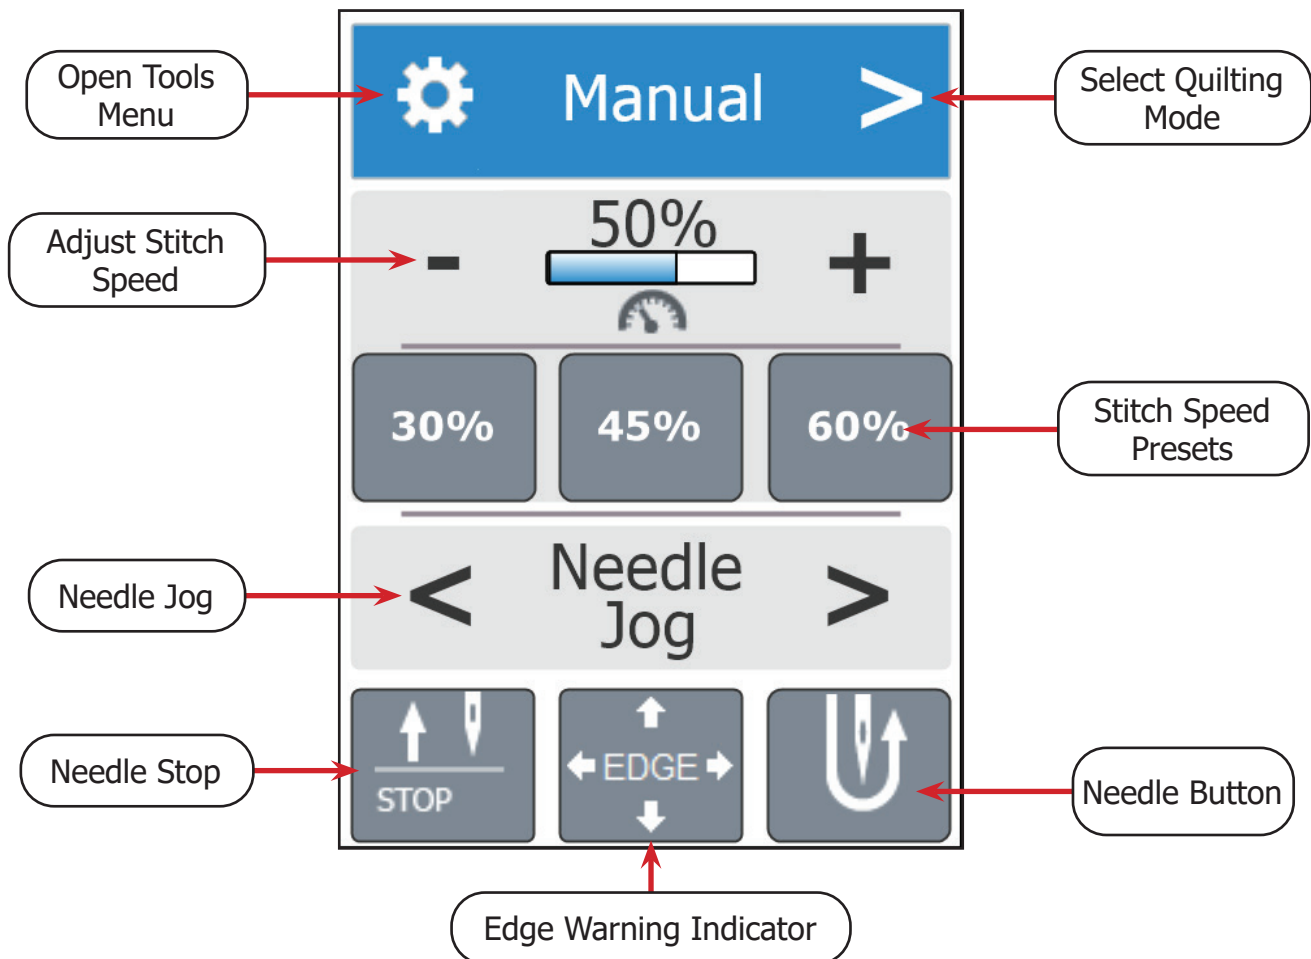 Open Tools
Menu
Manual
>
Select Quilting
Mode
Adjust Stitch
Speed
-
50%
+
30%
45%
60%
Stitch Speed
Presets
Needle Jog
<
Needle
Jog
>
Needle Stop
STOP
EDGE
Needle Button
Edge Warning Indicator